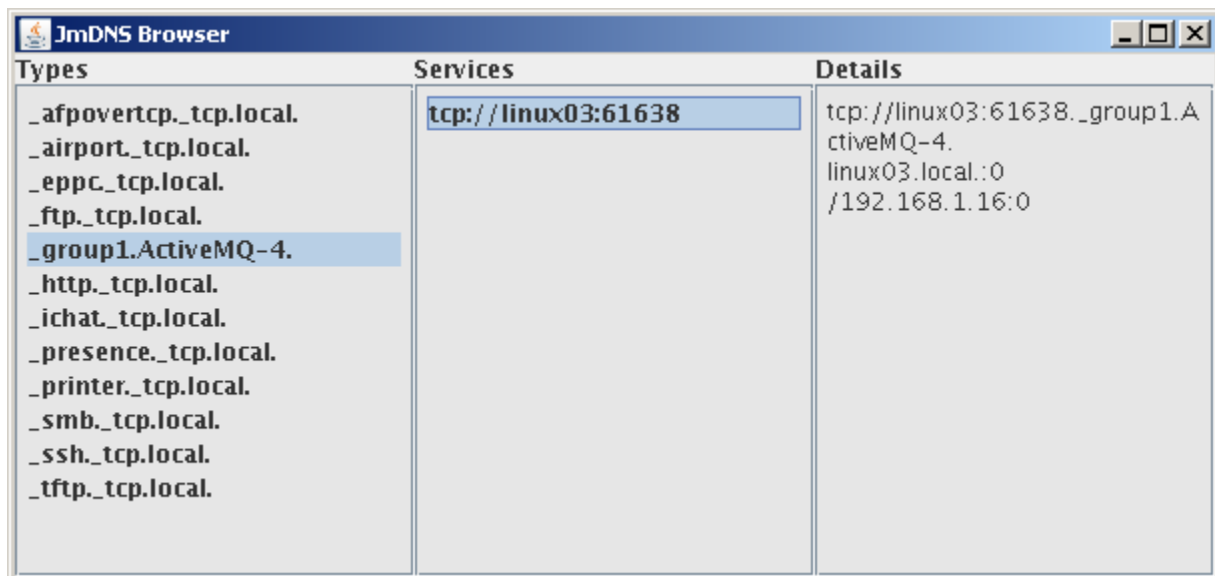 JmDNS Browser
Types
Services
Details
_afpovertcp._tcp.local.
_airport._tcp.local.
_eppc._tcp.local.
_ftp._tcp.local.
_group1.ActiveMQ-4.
_http._tcp.local.
_ichat._tcp.local.
_presence._tcp.local.
_printer._tcp.local.
_smb._tcp.local.
_ssh._tcp.local.
_tftp._tcp.local.
tcp://linux03:61638
tcp://linux03:61638._group1.A
ctiveMQ-4.
linux03.local.:0
/192.168.1.16:0